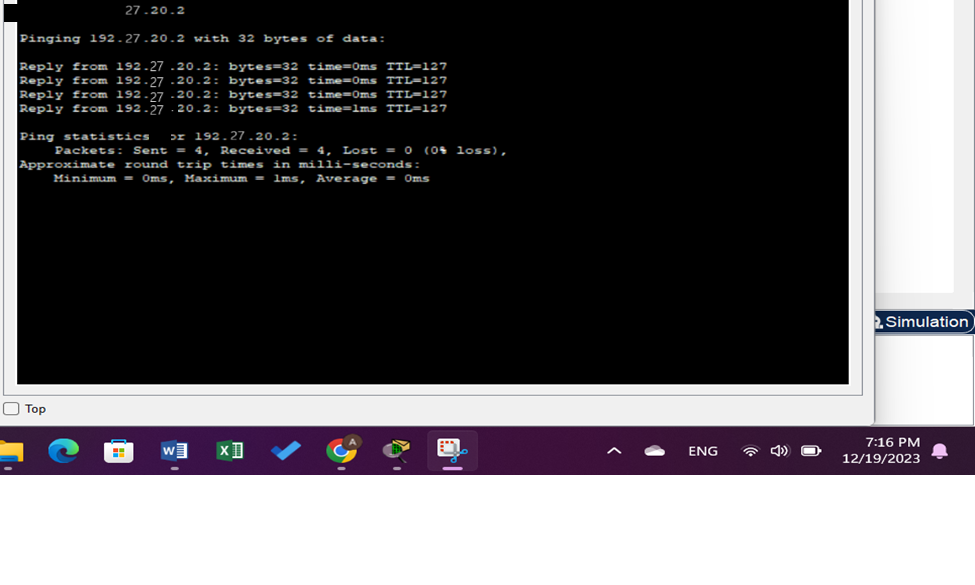 27.20.2
Pinging 192.27.20.2 with 32 bytes of data:
Reply from 192.27.20.2: bytes=32 time=0ms TTL=127
Reply from 192.27.20.2: bytes=32 time=0ms TTL=127
Reply from 192.27.20.2: bytes=32 time=0ms TTL=127
Reply from 192.27.20.2: bytes=32 time=1ms TTL=127
Ping statistics or 192.27.20.2:
Packets: Sent = 4, Received = 4, Lost = 0 (0% loss),
Approximate round trip times in milli-seconds:
Minimum = 0ms, Maximum = 1ms, Average = 0ms
Simulation
Top
W
X
A
ENG
7:16 PM
12/19/2023